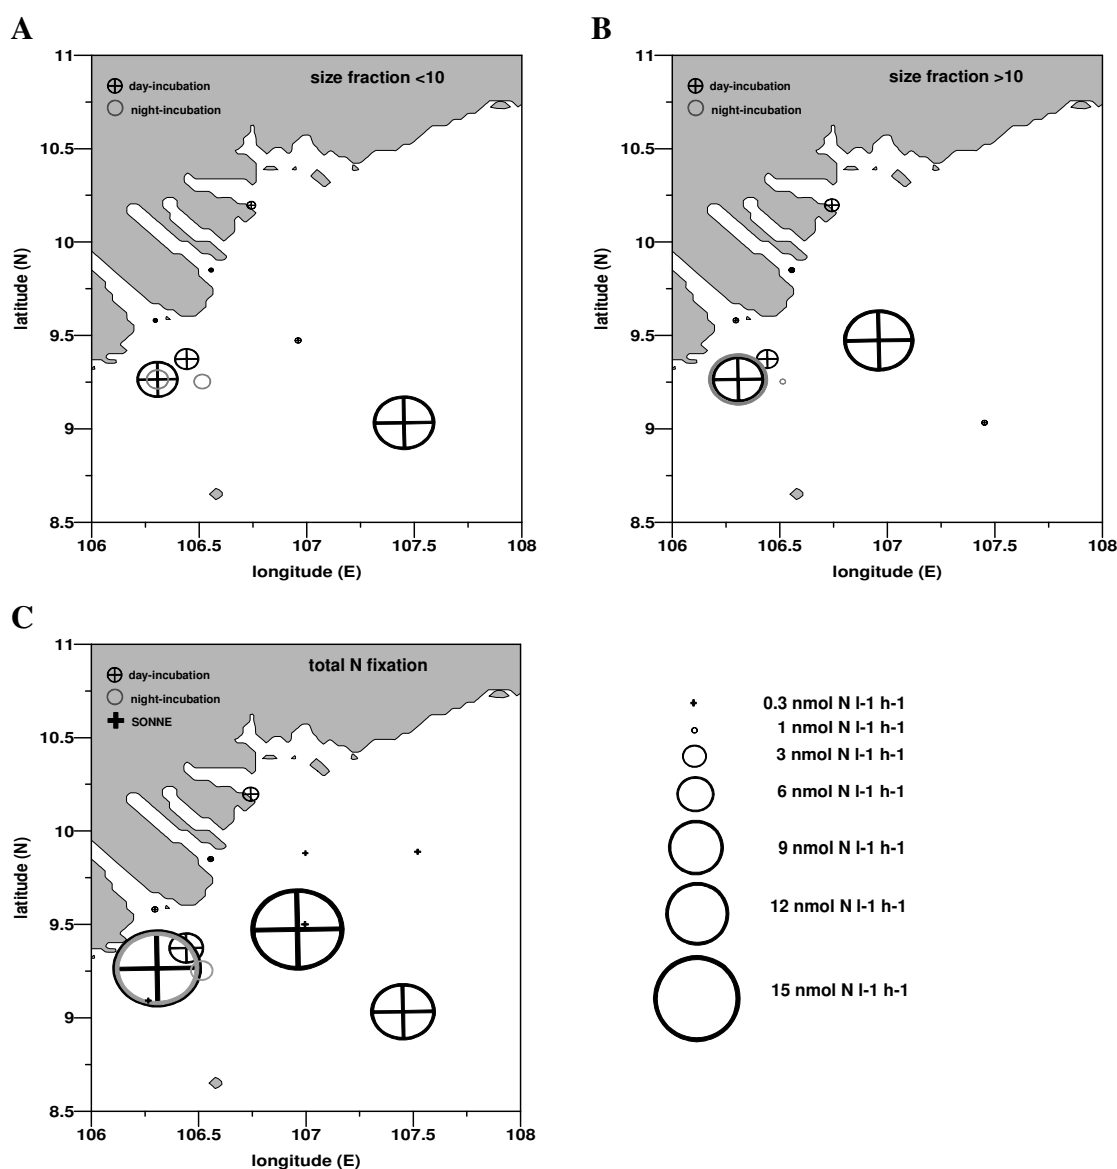 A
size fraction <10
day-incubation
night-incubation
11
10.5
10
9.5
9
8.5
latitude (N)
106
106.5
107
107.5
108
longitude (E)
B
size fraction >10
day-incubation
night-incubation
11
10.5
10
9.5
9
8.5
latitude (N)
106
106.5
107
107.5
108
longitude (E)
C
total N fixation
day-incubation
night-incubation
SONNE
11
10.5
10
9.5
9
8.5
latitude (N)
106
106.5
107
107.5
108
longitude (E)
0.3 nmol N l-1 h-1
1 nmol N l-1 h-1
3 nmol N l-1 h-1
6 nmol N l-1 h-1
9 nmol N l-1 h-1
12 nmol N l-1 h-1
15 nmol N l-1 h-1